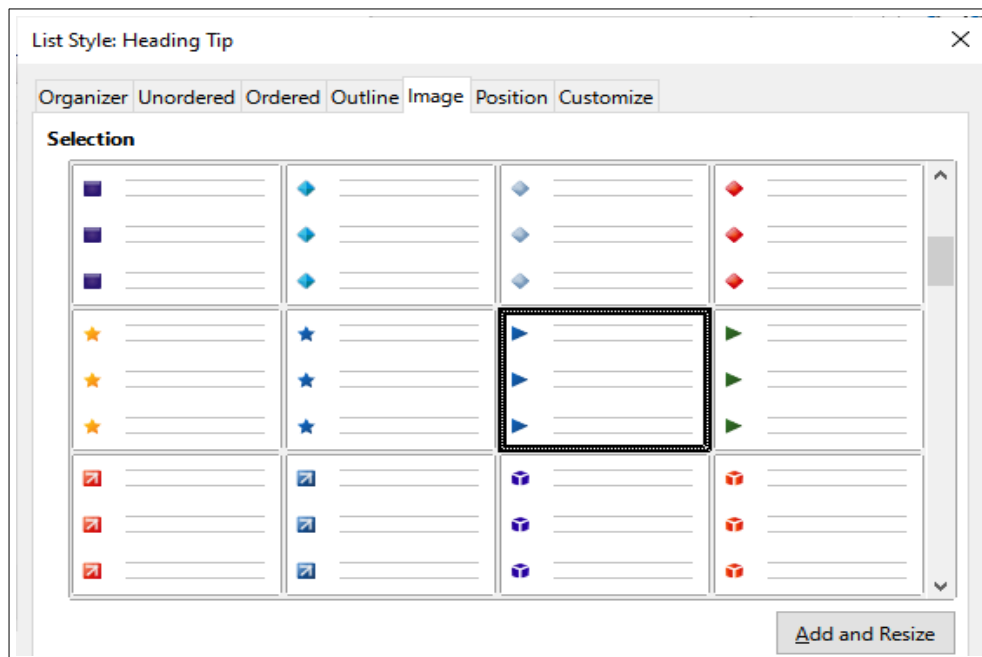 List Style: Heading Tip
Organizer Unordered Ordered Outline Image Position Customize
Selection
Add and Resize